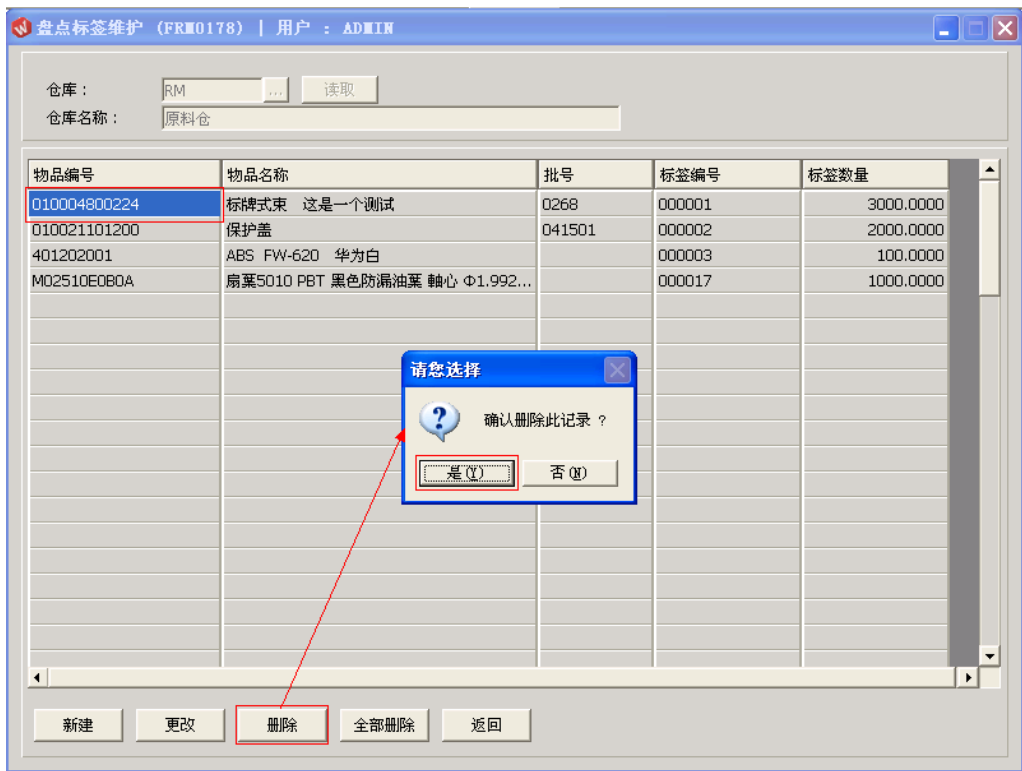 盘点标签维护 (FRM0178) | 用户 : ADMIN
仓库： RM ... 读取
仓库名称： 原料仓
物品编号 物品名称 批号 标签编号 标签数量
010004800224 标牌式束 这是一个测试 0268 000001 3000.0000
010021101200 保护盖 041501 000002 2000.0000
401202001 ABS FW-620 华为白 000003 100.0000
M02510E0B0A 扇葉5010 PBT 黑色防漏油葉 軸心 Φ1.992... 000017 1000.0000
请您选择
确认删除此记录 ？
是(Y) 否(N)
新建 更改 删除 全部删除 返回